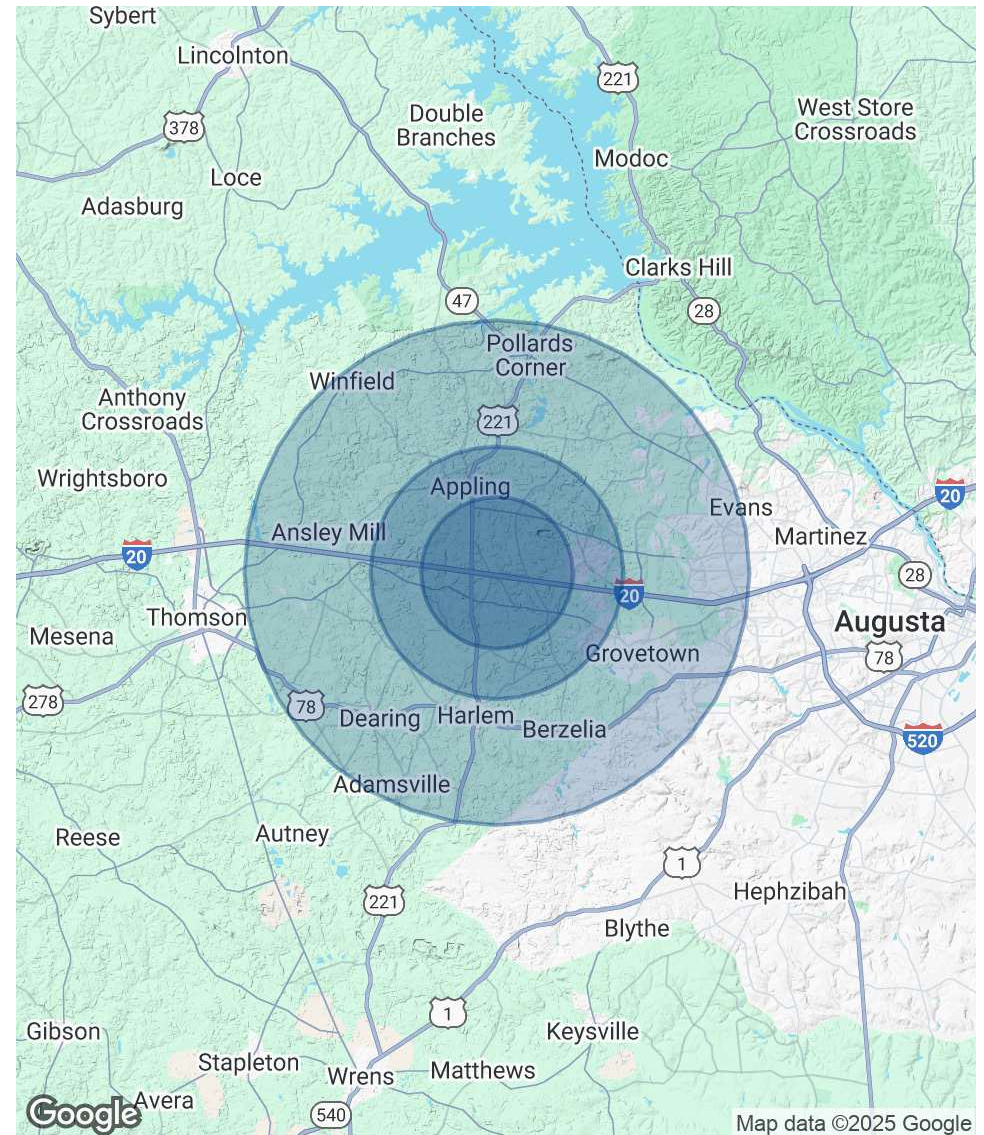 Sybert
Lincolnton
221
Double
Branches
West Store
Crossroads
378
Modoc
Loce
Adasburg
Clarks Hill
47
28
Pollards
Corner
Winfield
Anthony
Crossroads
221
Wrightsboro
Appling
20
Evans
Ansley Mill
Martinez
20
28
20
Thomson
Augusta
Mesena
Grovetown
78
278
78
Dearing
Harlem
Berzelia
520
Adamsville
Reese
Autney
1
Hephzibah
221
Blythe
1
Gibson
Keysville
Stapleton
Matthews
Wrens
Avera
540
Google
Map data ©2025 Google